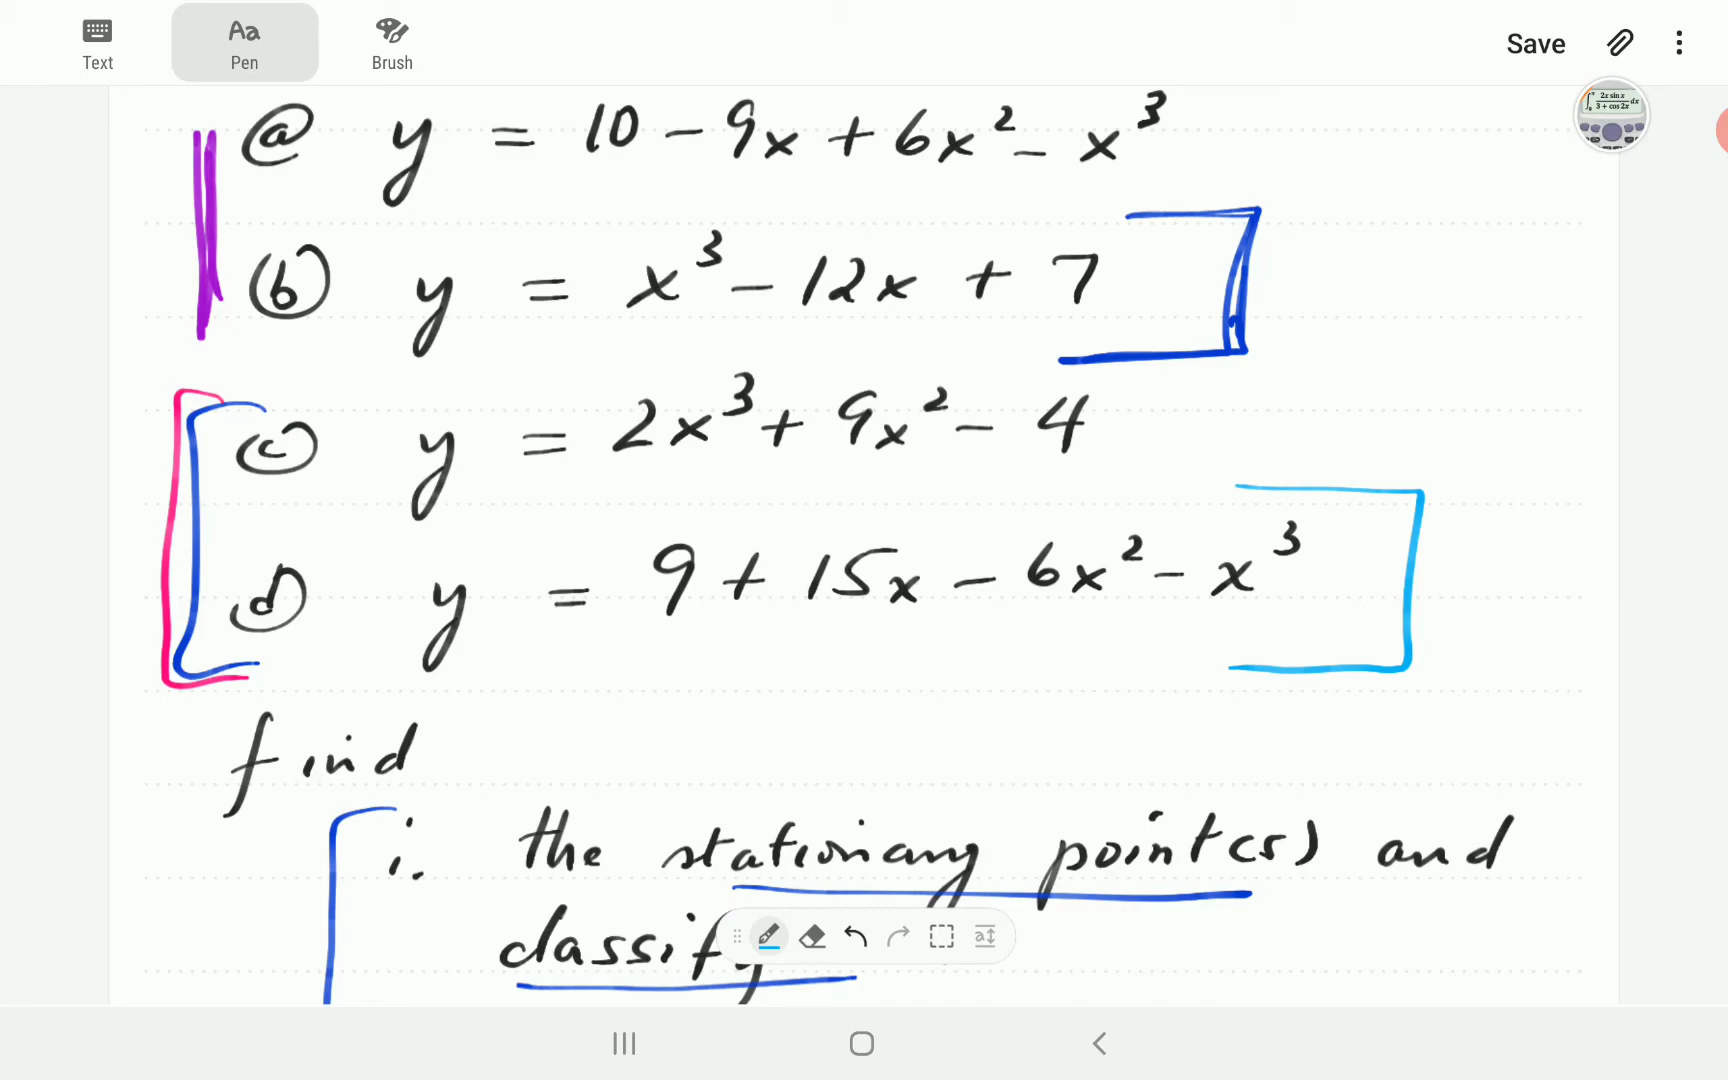 Text
Aa
Pen
Brush
Save
ⓐ y = 10 - 9x + 6x² - x³
ⓑ y = x³ - 12x + 7
ⓒ y = 2x³ + 9x² - 4
ⓓ y = 9 + 15x - 6x² - x³
find
i. the stationary point(s) and
classify